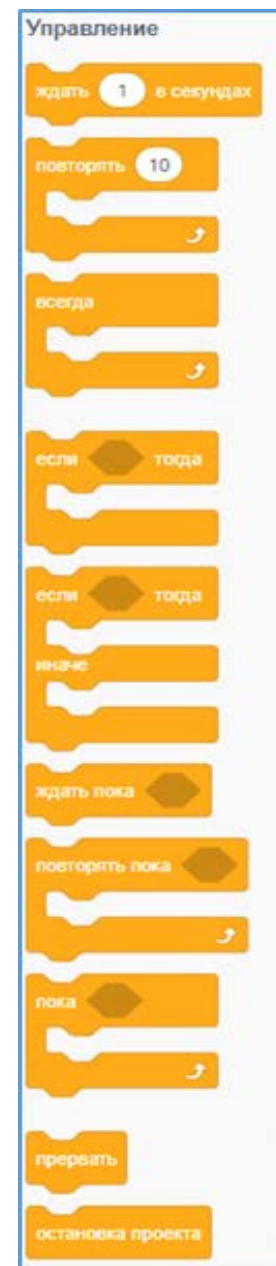 Управление
ждать 1 в секундах
повторять 10
всегда
если тогда
если тогда
иначе
ждать пока
повторять пока
пока
прервать
остановка проекта